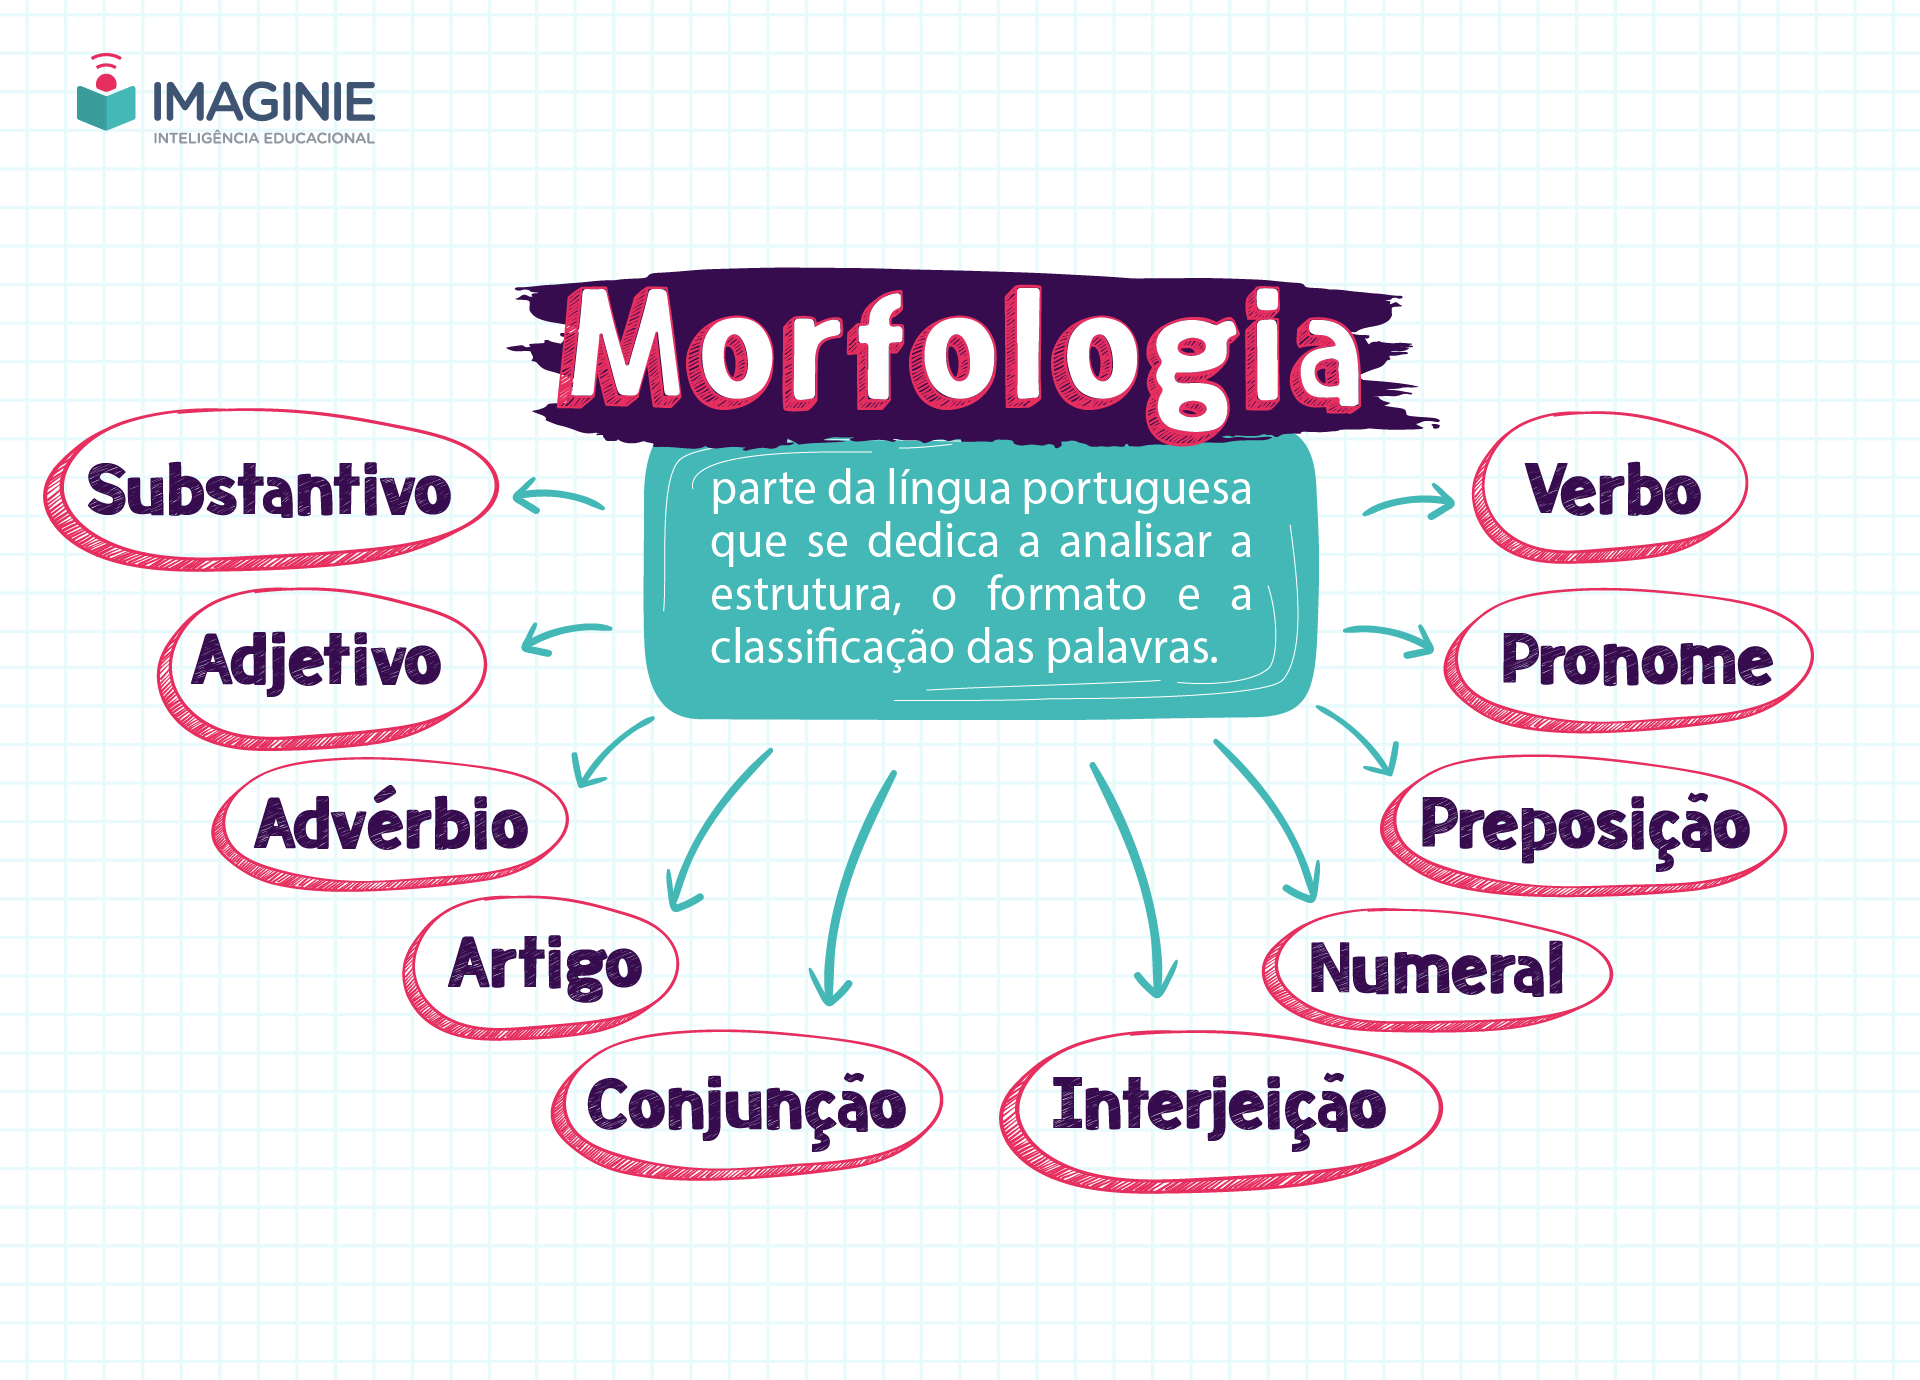 IMAGINIE
INTELIGÊNCIA EDUCACIONAL
Morfologia
parte da língua portuguesa
que se dedica a analisar a
estrutura, o formato e a
classificação das palavras.
Substantivo
Adjetivo
Advérbio
Artigo
Conjunção
Verbo
Pronome
Preposição
Numeral
Interjeição